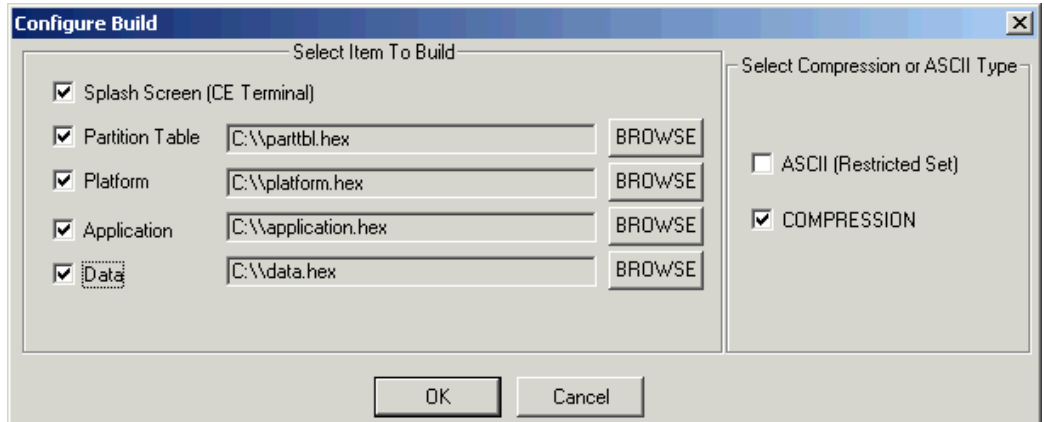 Configure Build
Select Item To Build
Splash Screen (CE Terminal)
Partition Table C:\\parttbl.hex BROWSE
Platform C:\\platform.hex BROWSE
Application C:\\application.hex BROWSE
Data C:\\data.hex BROWSE
Select Compression or ASCII Type
ASCII (Restricted Set)
COMPRESSION
OK Cancel